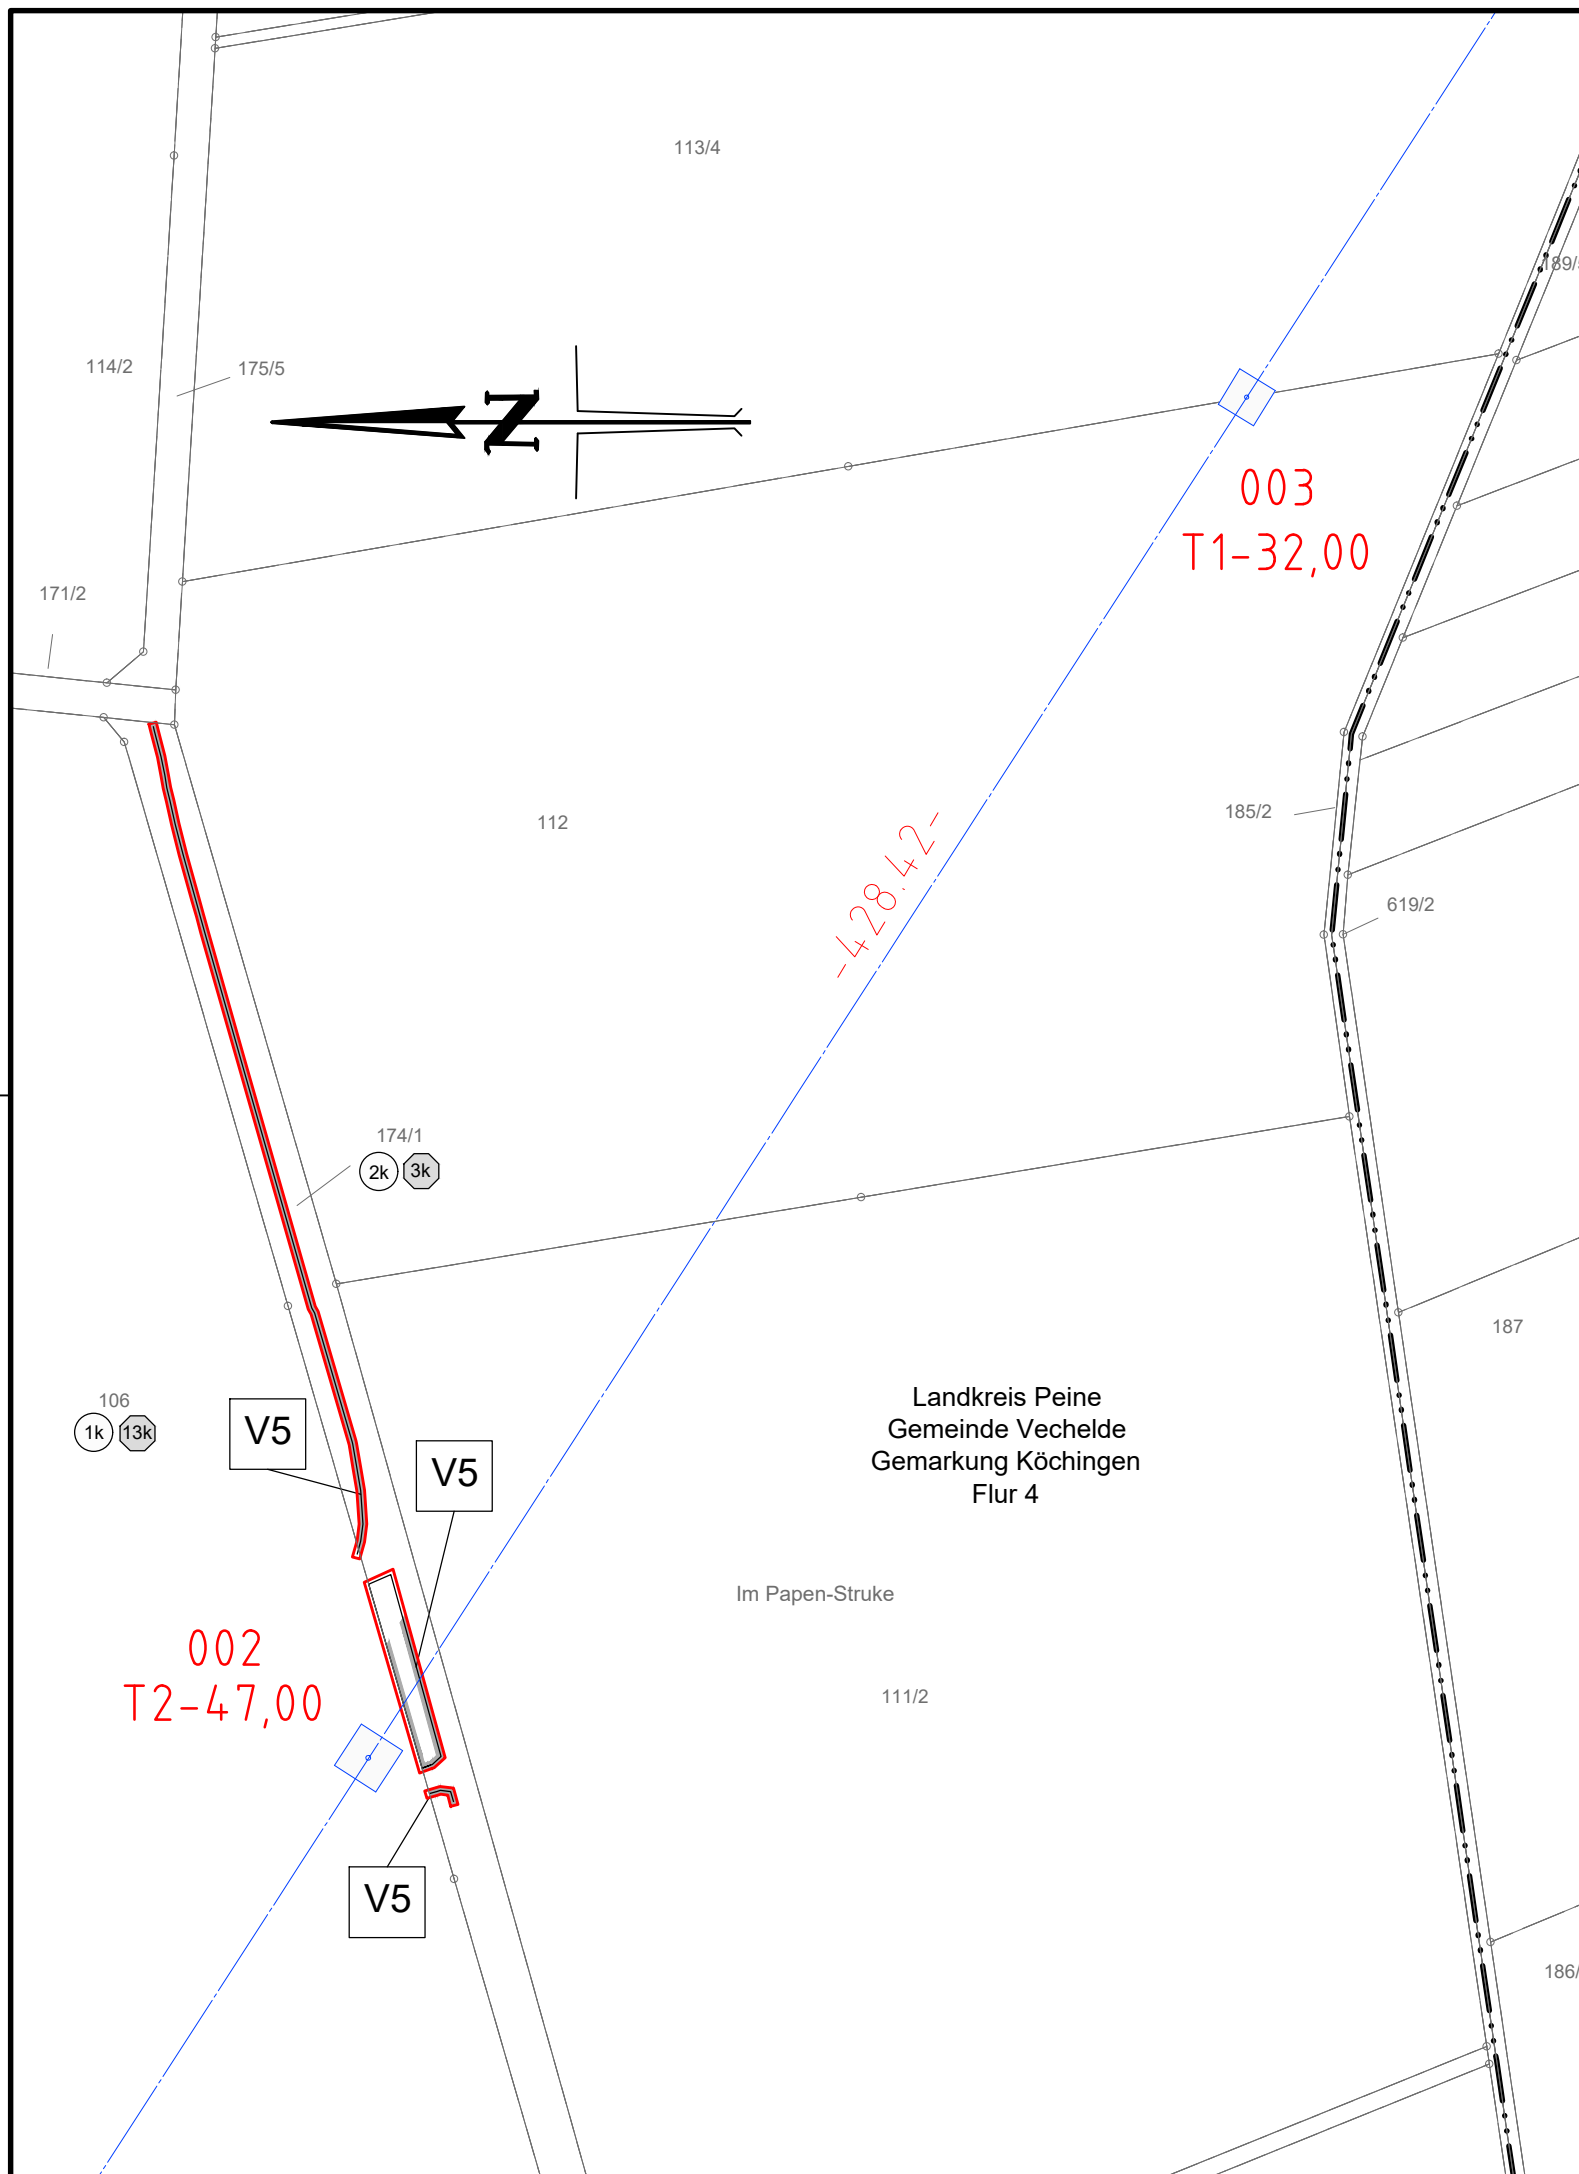 113/4
189/
114/2
175/5
N
003
T1-32,00
171/2
112
-428.42-
185/2
619/2
174/1
2k 3k
187
106
1k 13k
V5
V5
Landkreis Peine
Gemeinde Vechelde
Gemarkung Köchingen
Flur 4
Im Papen-Struke
002
T2-47,00
111/2
V5
186/